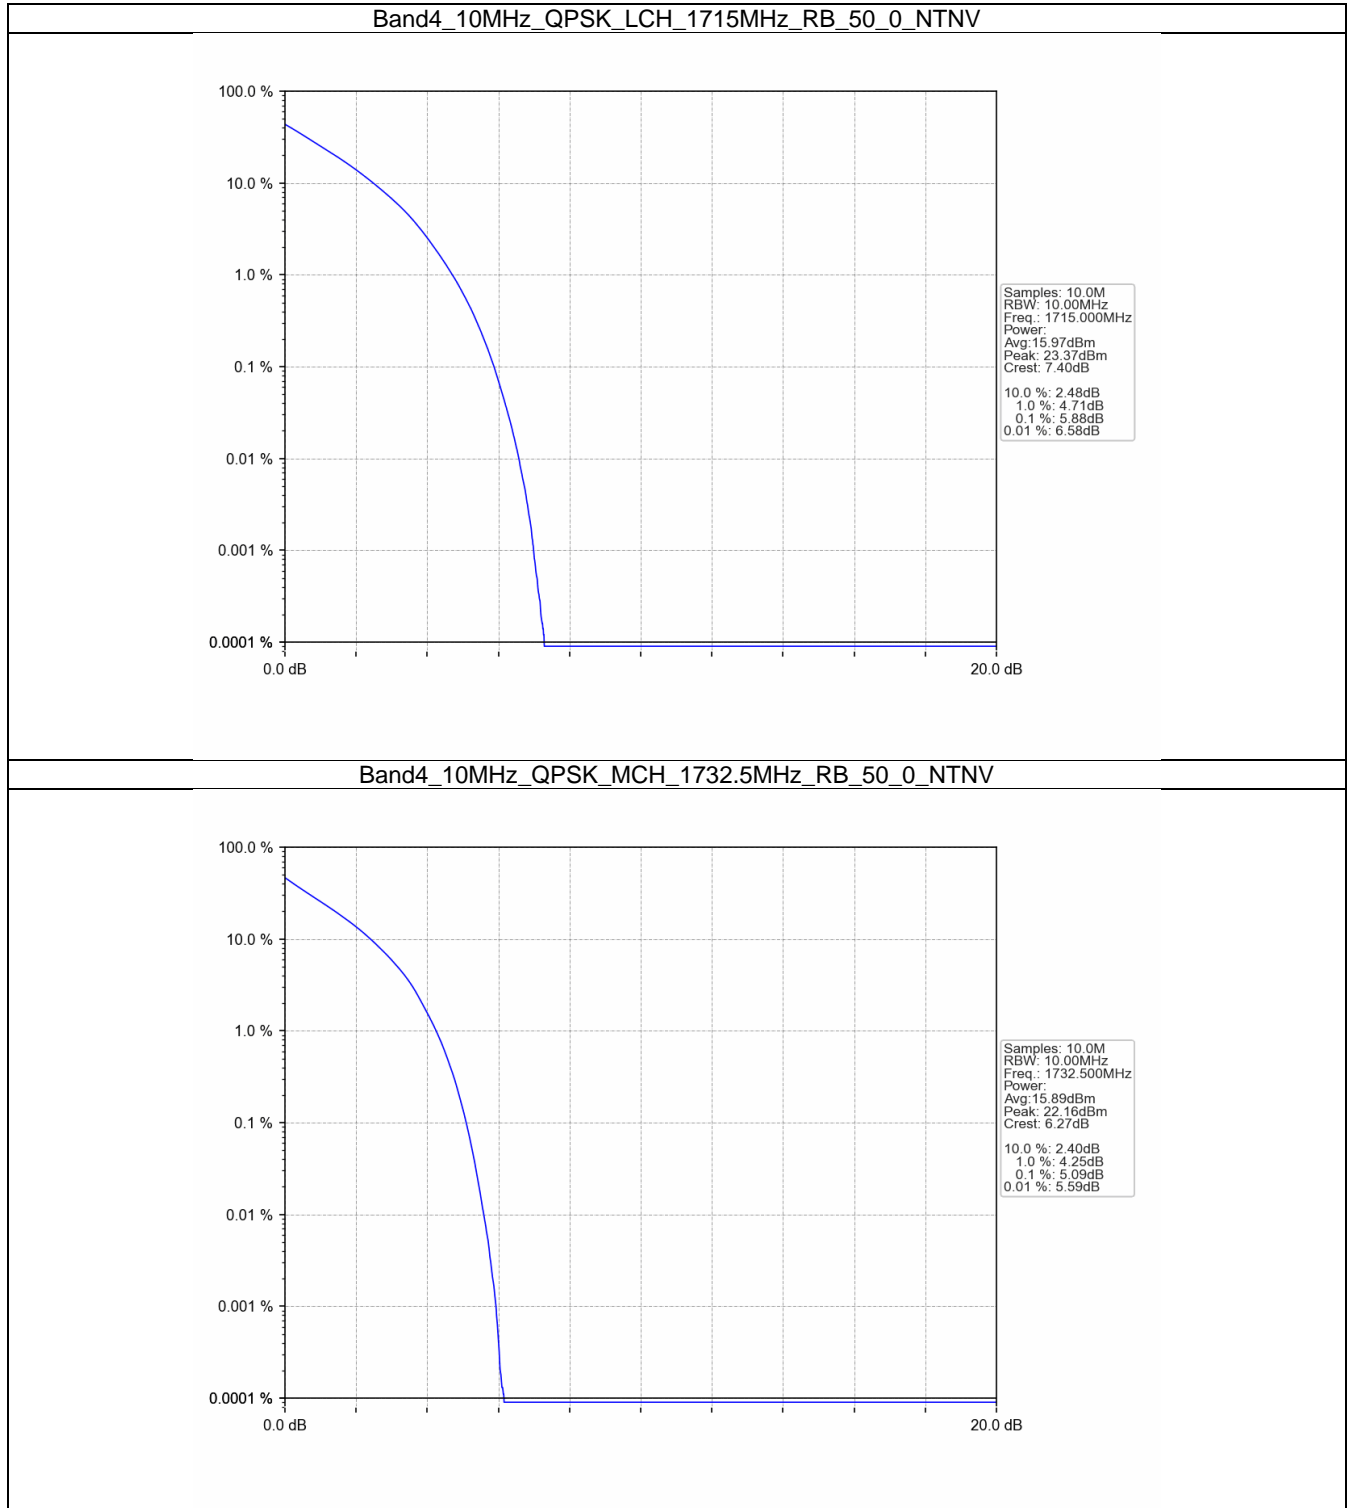 Band4_10MHz_QPSK_LCH_1715MHz_RB_50_0_NTNV
100.0 %
10.0 %
1.0 %
0.1 %
0.01 %
0.001 %
0.0001 %
0.0 dB
20.0 dB
Samples: 10.0M
RBW: 10.00MHz
Freq.: 1715.000MHz
Power:
Avg:15.97dBm
Peak: 23.37dBm
Crest: 7.40dB
10.0 %: 2.48dB
1.0 %: 4.71dB
0.1 %: 5.88dB
0.01 %: 6.58dB
Band4_10MHz_QPSK_MCH_1732.5MHz_RB_50_0_NTNV
100.0 %
10.0 %
1.0 %
0.1 %
0.01 %
0.001 %
0.0001 %
0.0 dB
20.0 dB
Samples: 10.0M
RBW: 10.00MHz
Freq.: 1732.500MHz
Power:
Avg:15.89dBm
Peak: 22.16dBm
Crest: 6.27dB
10.0 %: 2.40dB
1.0 %: 4.25dB
0.1 %: 5.09dB
0.01 %: 5.59dB